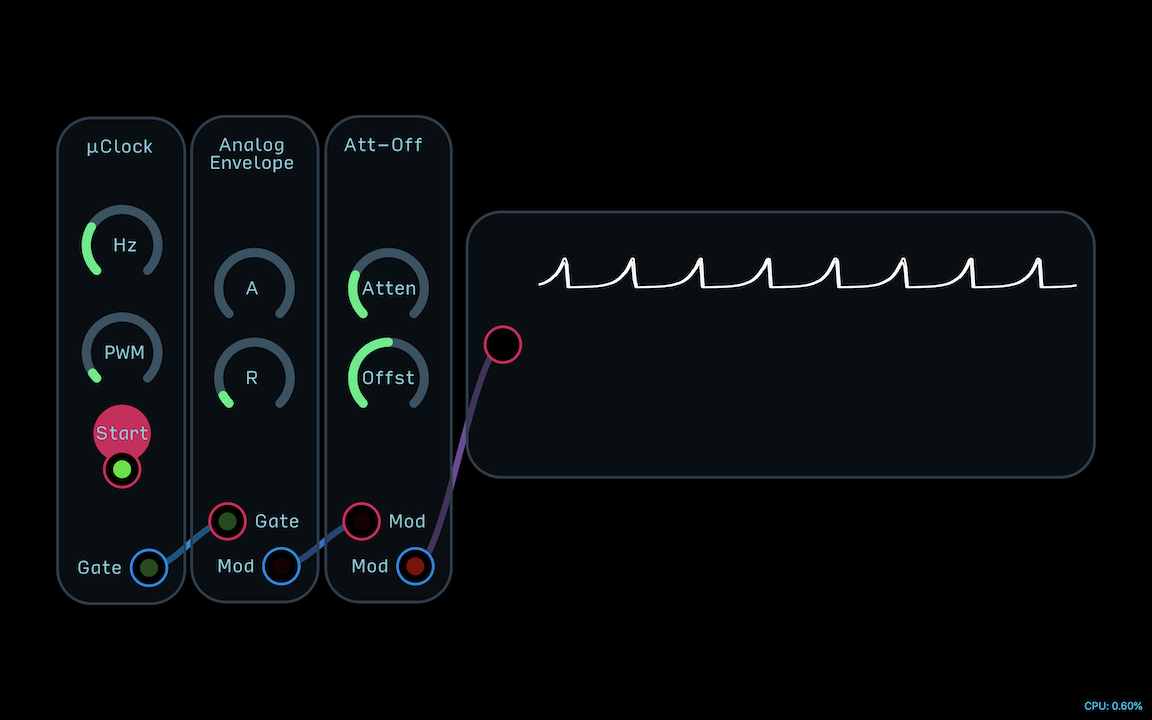 µClock
Hz
PWM
Start
Gate
Analog
Envelope
A
R
Gate
Mod
Att-Off
Atten
Offst
Mod
Mod
CPU: 0.60%